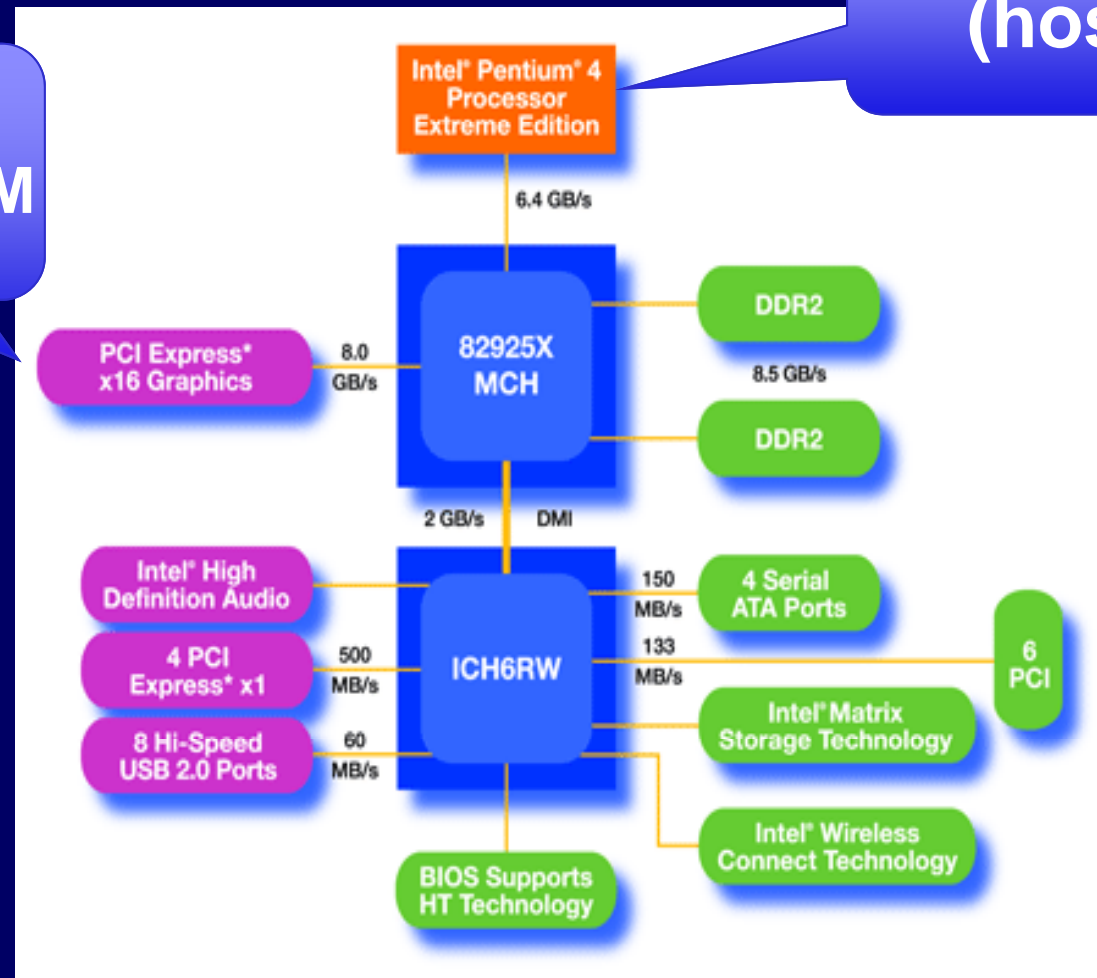 (hos
M
Intel® Pentium® 4
Processor
Extreme Edition
6.4 GB/s
PCI Express*
x16 Graphics
8.0
GB/s
82925X
MCH
DDR2
8.5 GB/s
DDR2
2 GB/s
DMI
Intel® High
Definition Audio
4 PCI
Express* x1
500
MB/s
8 Hi-Speed
USB 2.0 Ports
60
MB/s
ICH6RW
150
MB/s
4 Serial
ATA Ports
133
MB/s
6
PCI
Intel® Matrix
Storage Technology
Intel® Wireless
Connect Technology
BIOS Supports
HT Technology